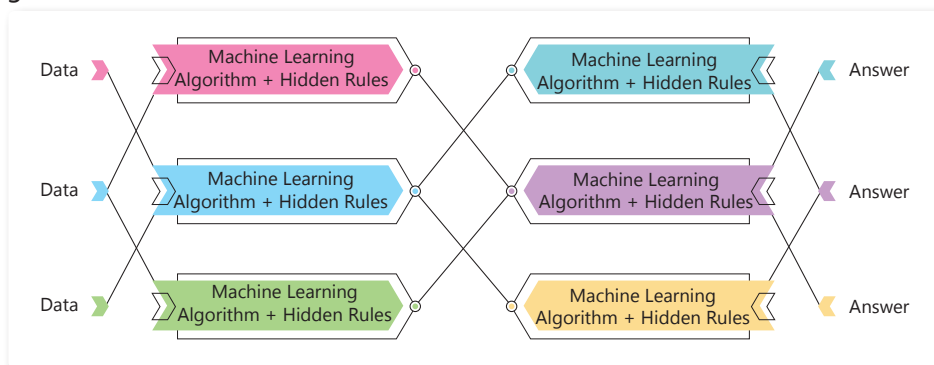 Data
Machine Learning
Algorithm + Hidden Rules
Machine Learning
Algorithm + Hidden Rules
Answer
Data
Machine Learning
Algorithm + Hidden Rules
Machine Learning
Algorithm + Hidden Rules
Answer
Data
Machine Learning
Algorithm + Hidden Rules
Machine Learning
Algorithm + Hidden Rules
Answer